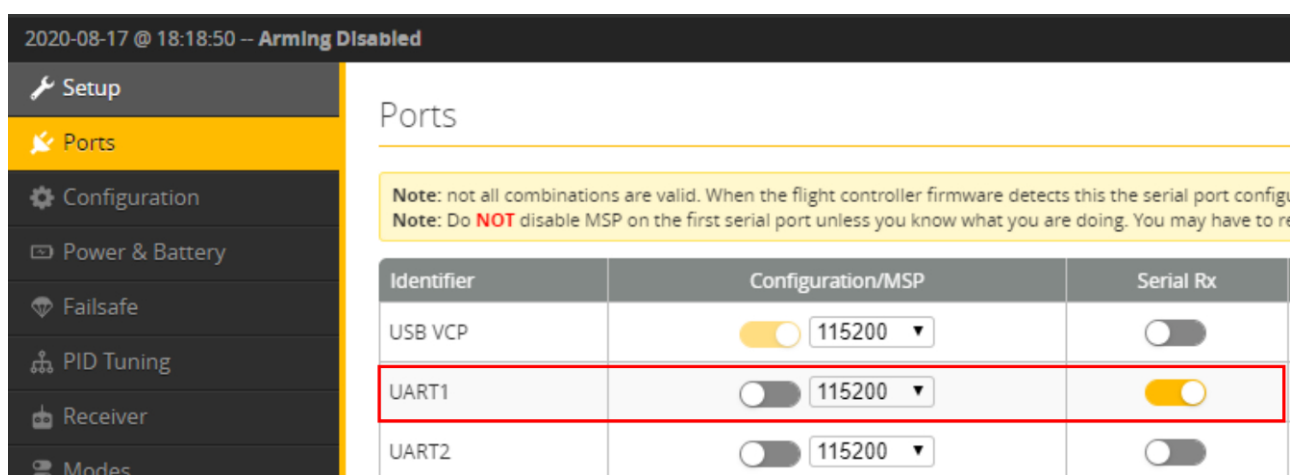 2020-08-17 @ 18:18:50 -- Arming Disabled
Setup
Ports
Configuration
Power & Battery
Failsafe
PID Tuning
Receiver
Modes
Ports
Note: not all combinations are valid. When the flight controller firmware detects this the serial port
Note: Do NOT disable MSP on the first serial port unless you know what you are doing. You may have to
Identifier Configuration/MSP Serial Rx
USB VCP 115200
UART1 115200
UART2 115200